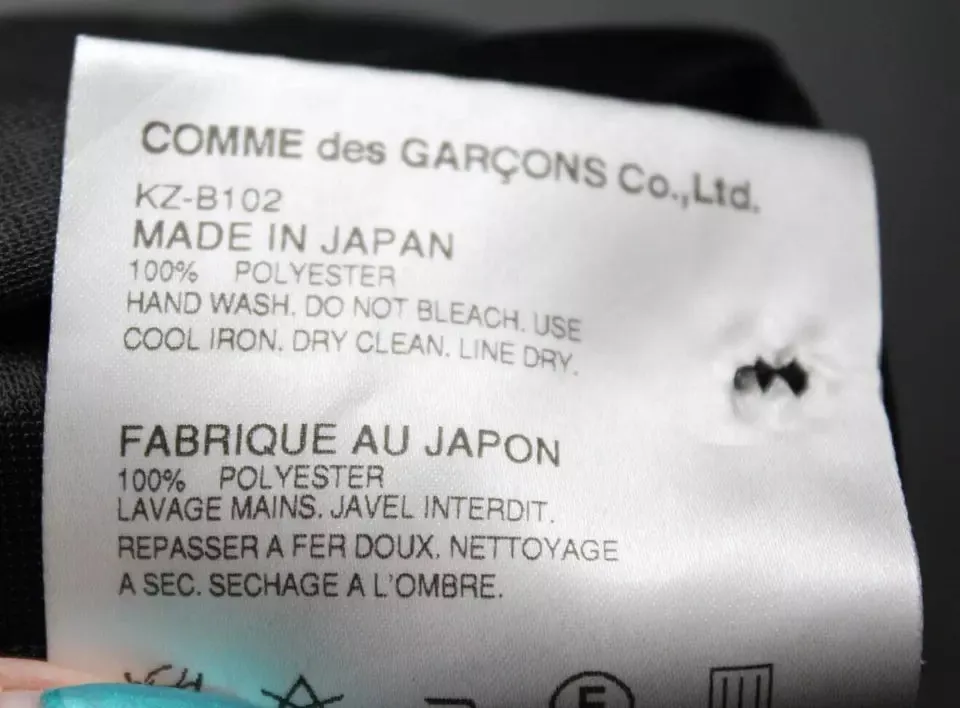 COMME des GARÇONS Co.,Ltd.
KZ-B102
MADE IN JAPAN
100% POLYESTER
HAND WASH. DO NOT BLEACH. USE
COOL IRON. DRY CLEAN. LINE DRY.
FABRIQUE AU JAPON
100% POLYESTER
LAVAGE MAINS. JAVEL INTERDIT.
REPASSER A FER DOUX. NETTOYAGE
A SEC. SECHAGE A L'OMBRE.